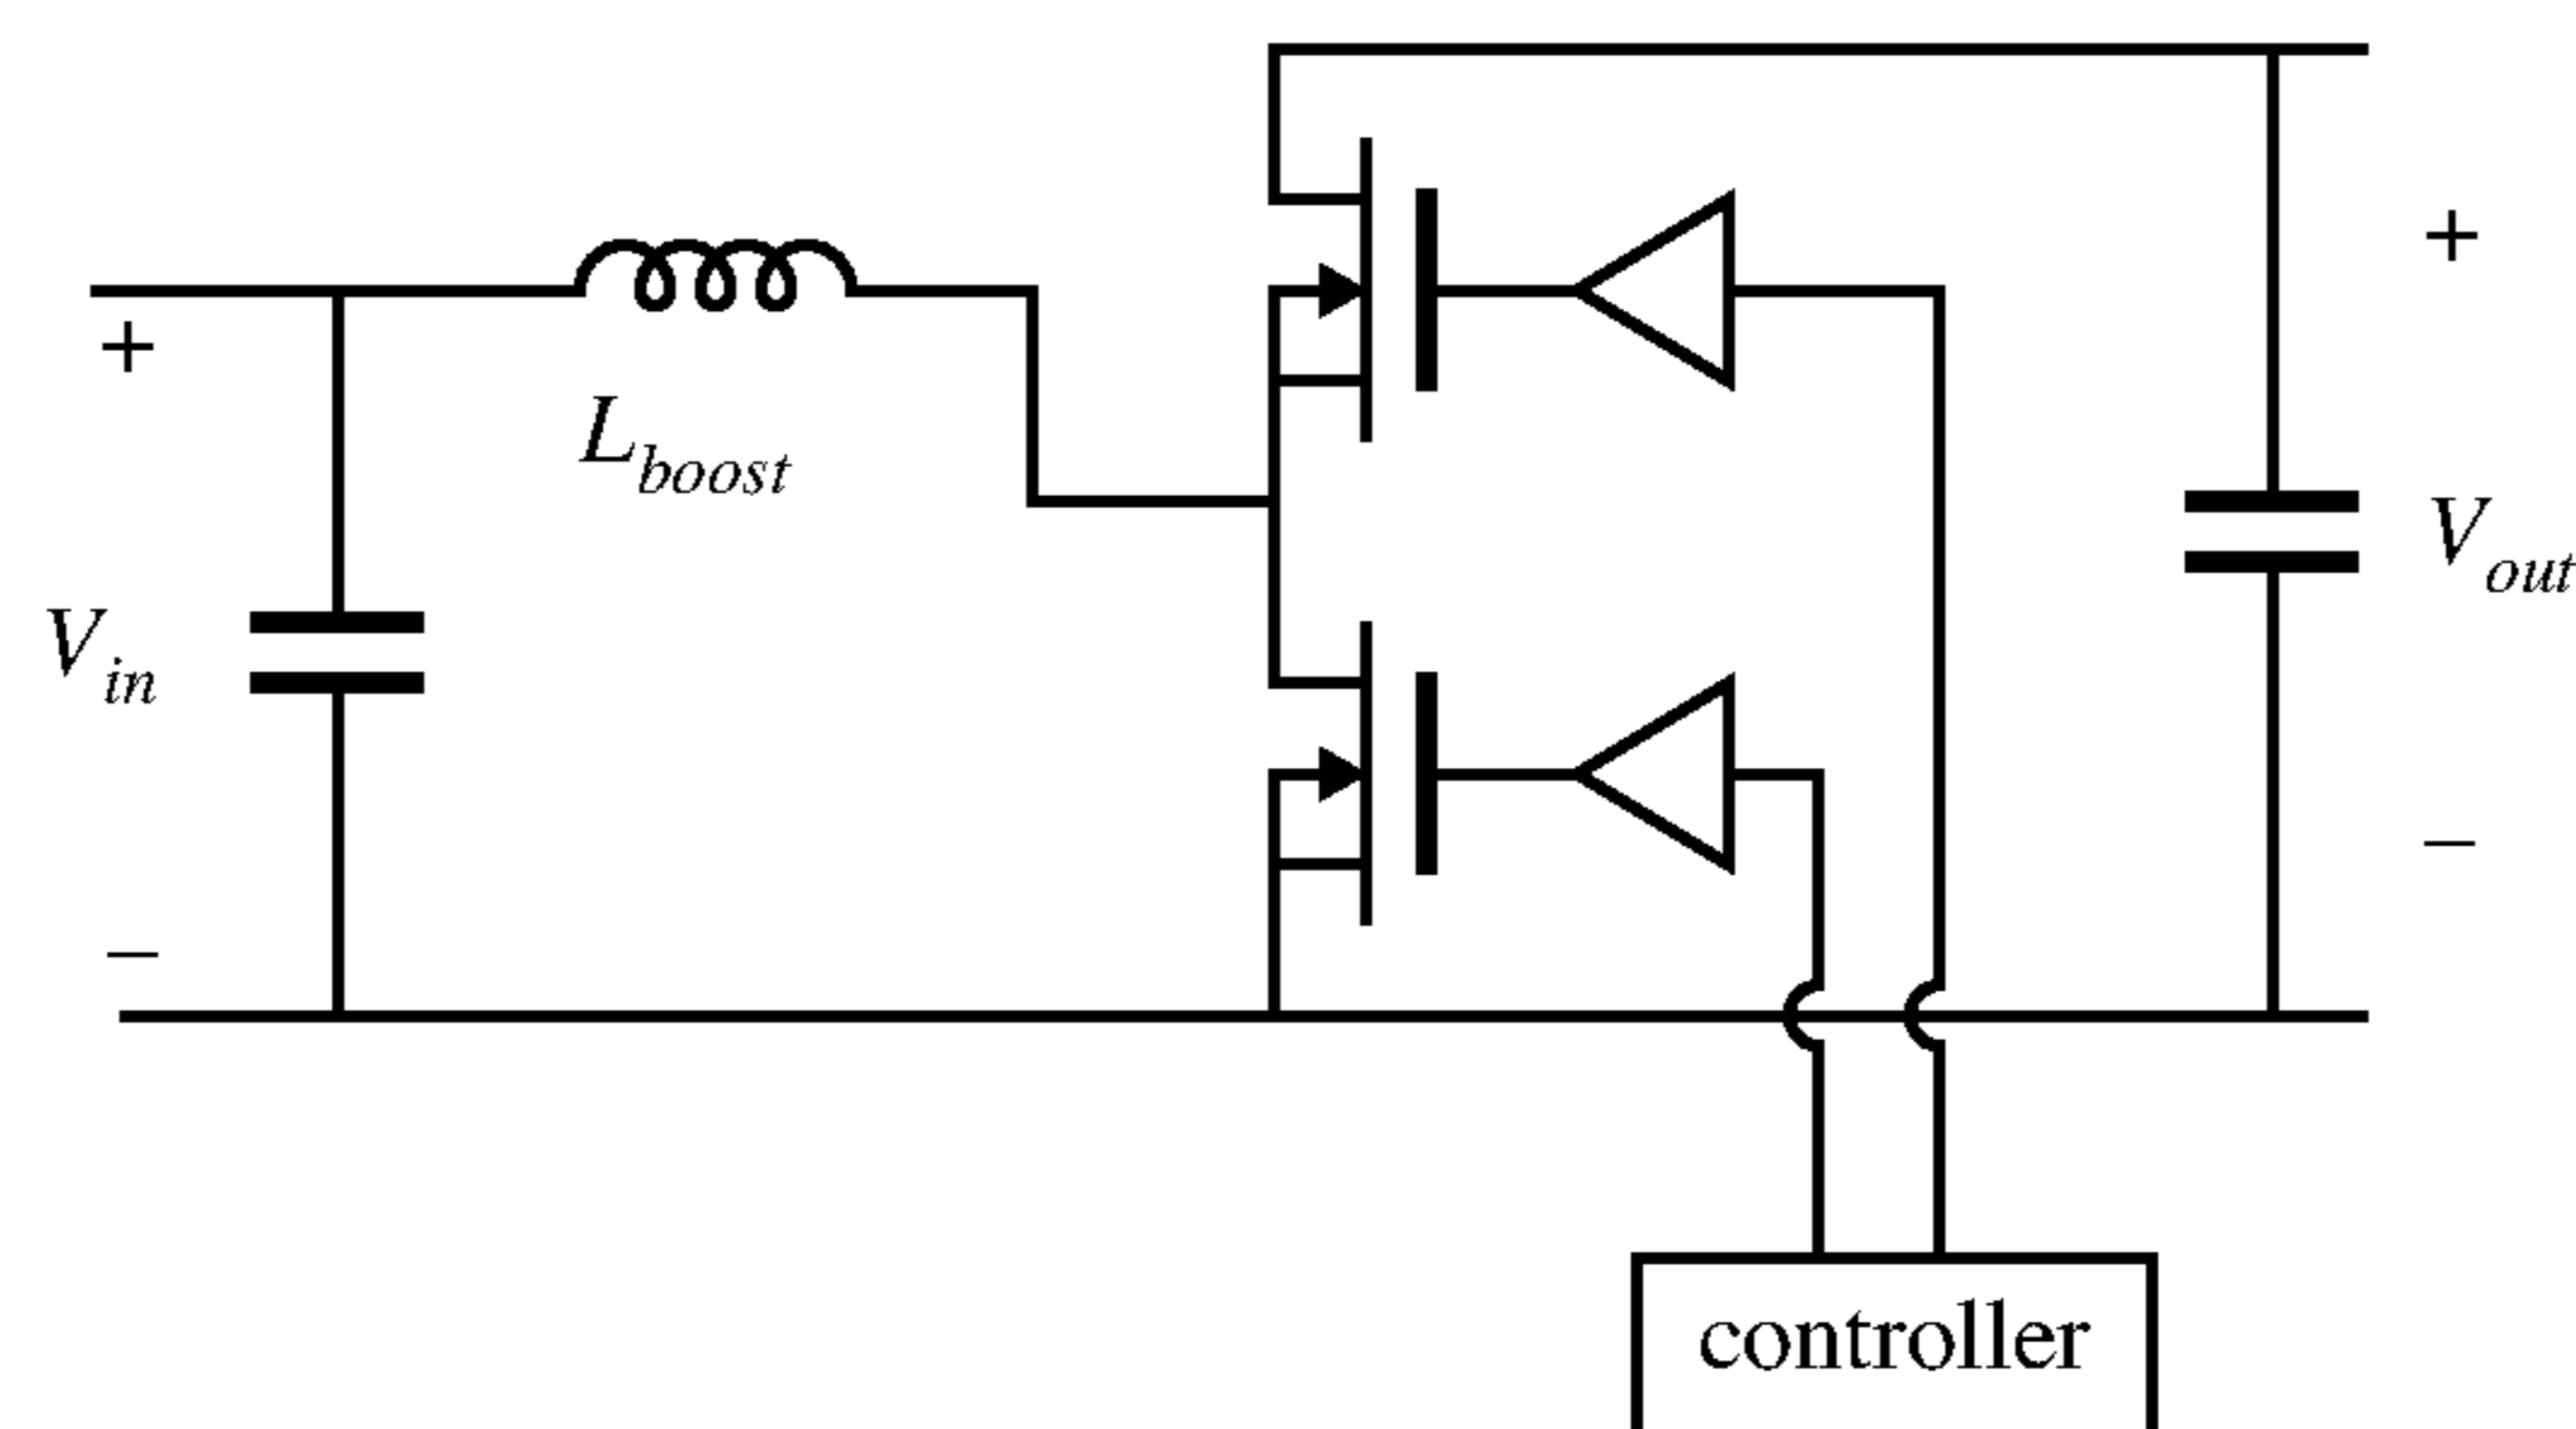 +
L_boost
V_in
–
+
V_out
–
controller